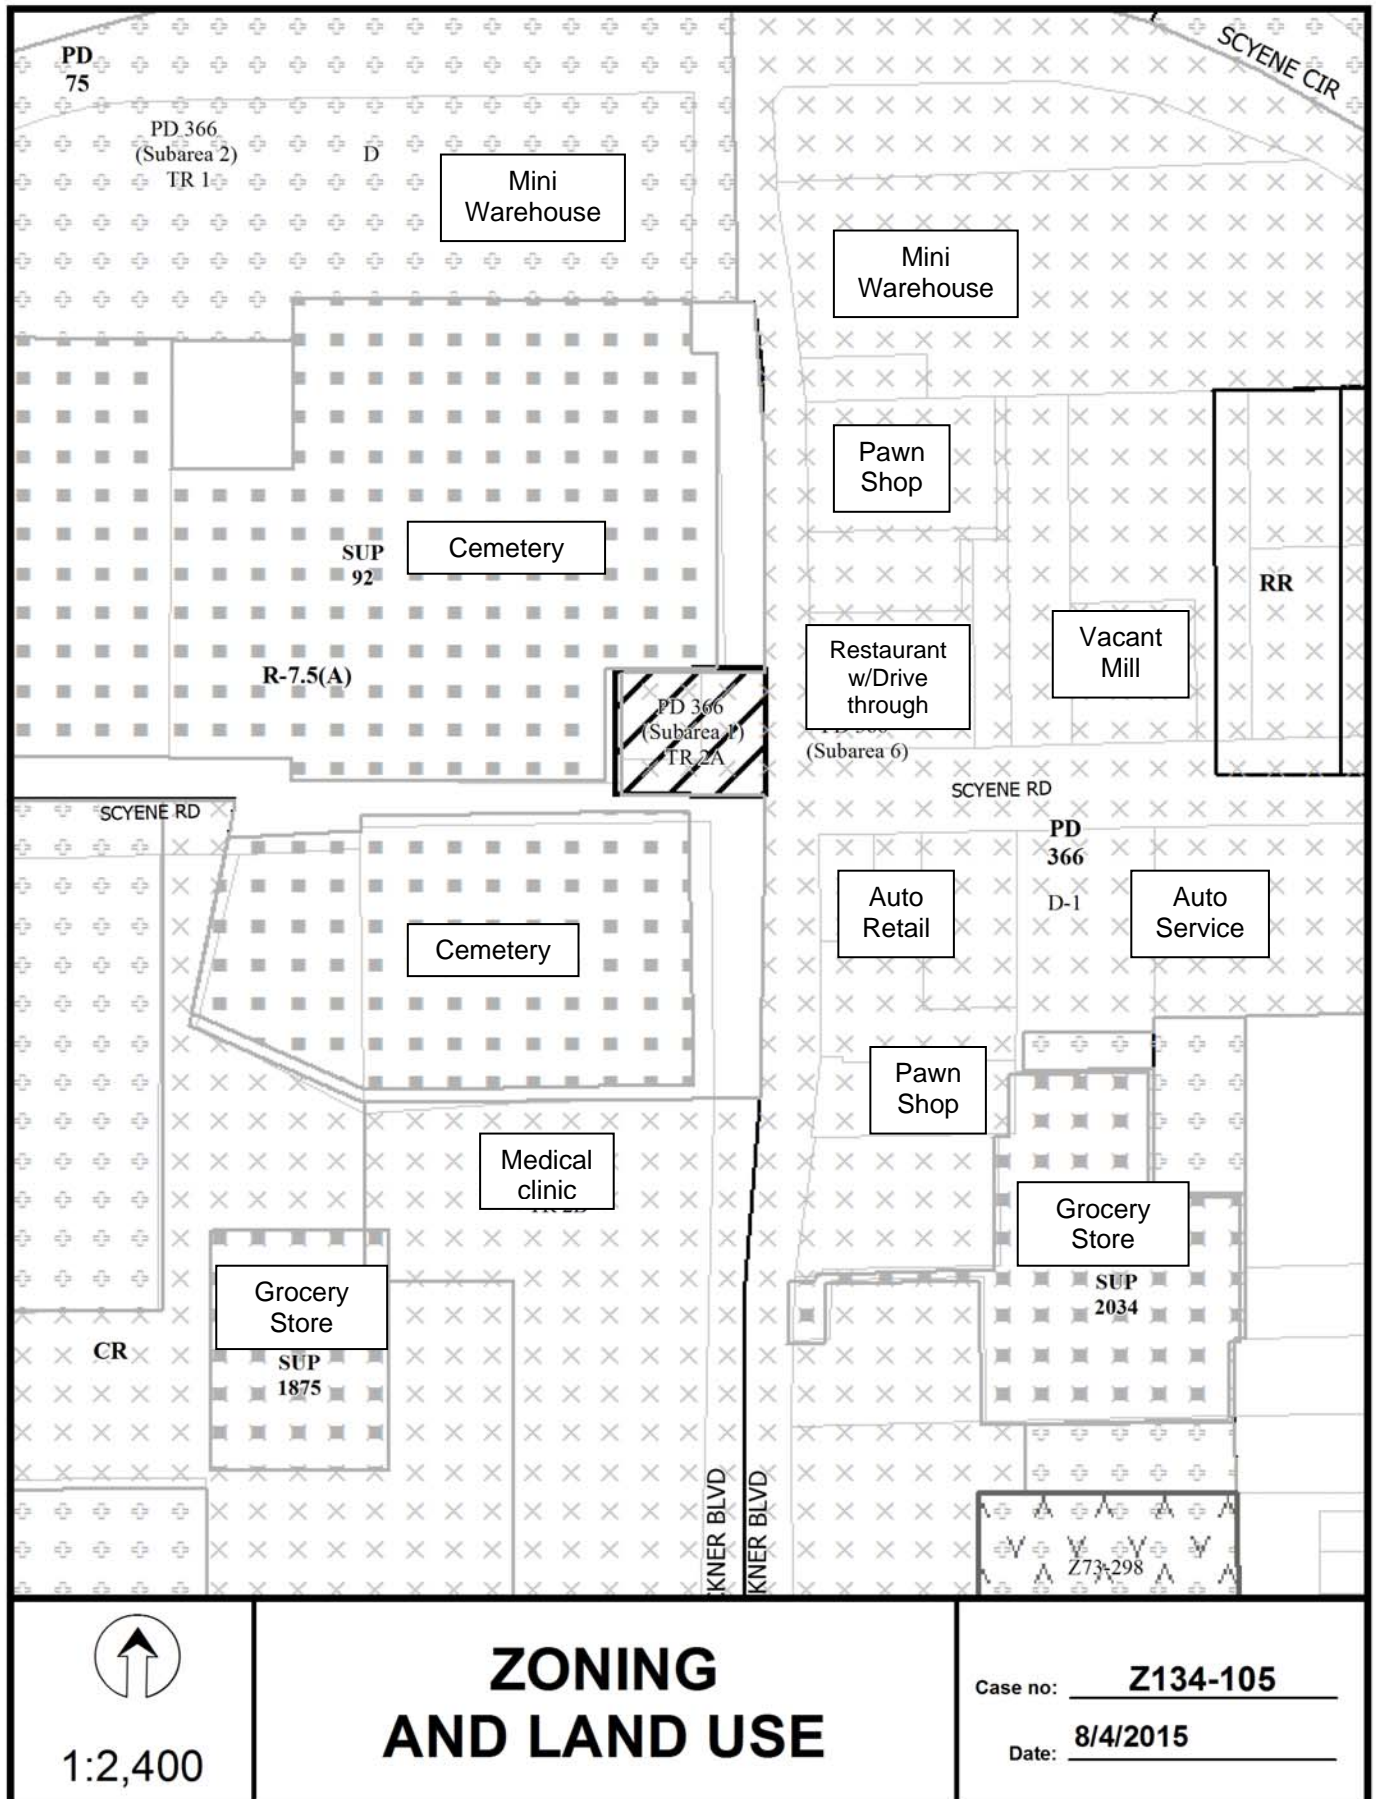 SCYENE CIR
PD
75
PD 366
(Subarea 2)
TR 1
D
Mini
Warehouse
Mini
Warehouse
Pawn
Shop
SUP
92
Cemetery
RR
Restaurant
w/Drive
through
Vacant
Mill
R-7.5(A)
PD 366
(Subarea 1)
TR 2A
(Subarea 6)
SCYENE RD
SCYENE RD
PD
366
D-1
Auto
Retail
Auto
Service
Cemetery
Pawn
Shop
Medical
clinic
Grocery
Store
SUP
2034
Grocery
Store
SUP
1875
CR
KNER BLVD
KNER BLVD
Z73-298
1:2,400
ZONING
AND LAND USE
Case no: Z134-105
Date: 8/4/2015